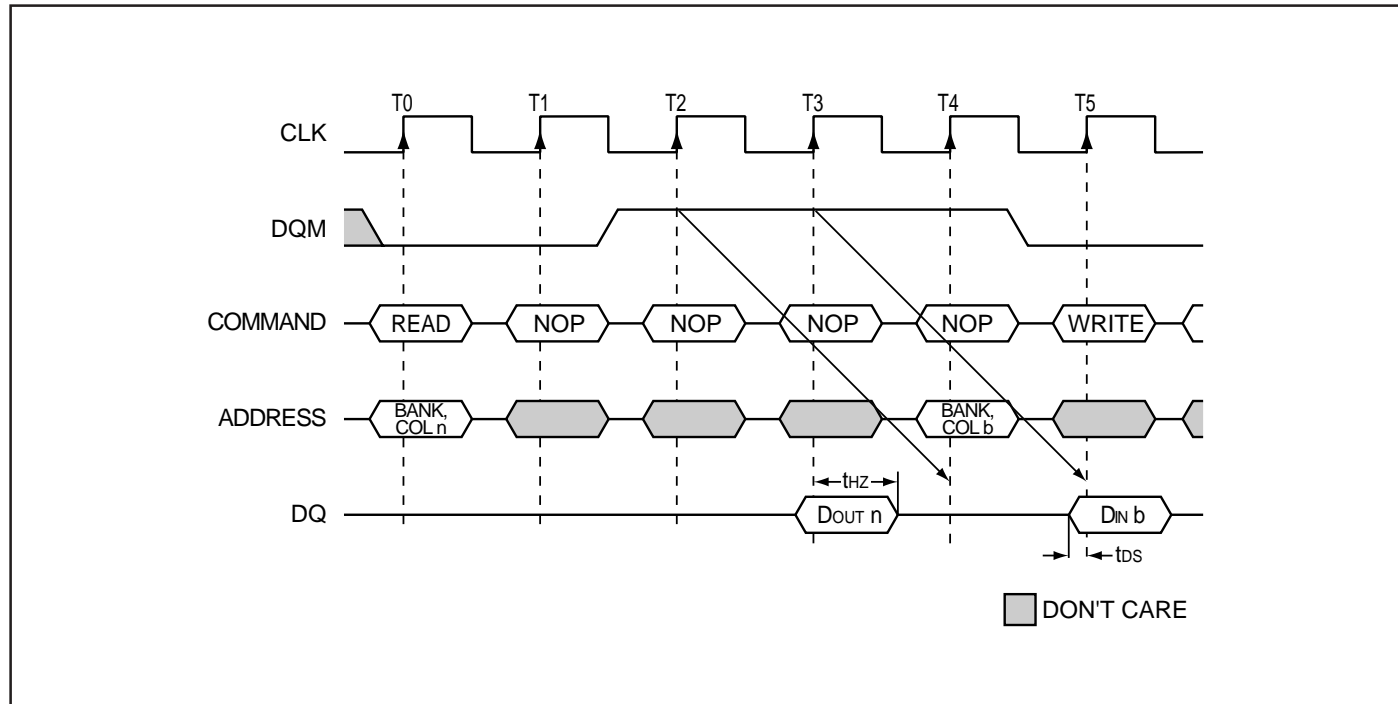 T0 T1 T2 T3 T4 T5
CLK
DQM
COMMAND READ NOP NOP NOP NOP WRITE
ADDRESS BANK, COL n BANK, COL b
tHZ
DQ DOUT n DIN b
tDS
DON'T CARE